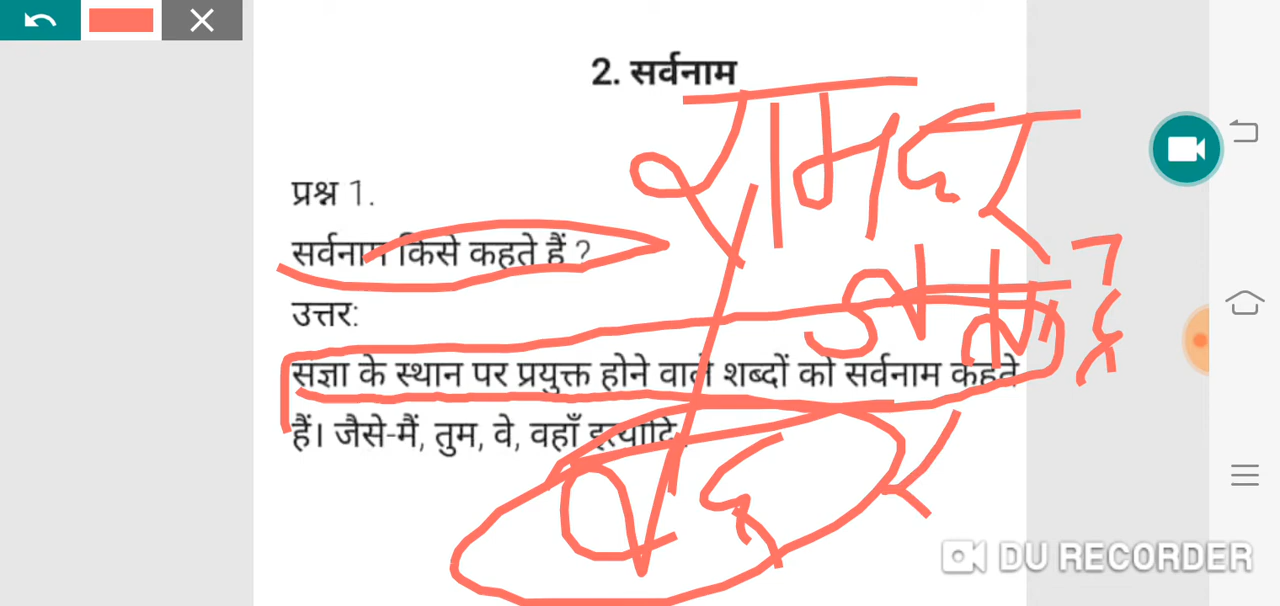 2. सर्वनाम
प्रश्न 1.
सर्वनाम किसे कहते हैं ?
उत्तर:
संज्ञा के स्थान पर प्रयुक्त होने वाले शब्दों को सर्वनाम कहते
हैं। जैसे-मैं, तुम, वे, वहाँ इत्यादि
DU RECORDER